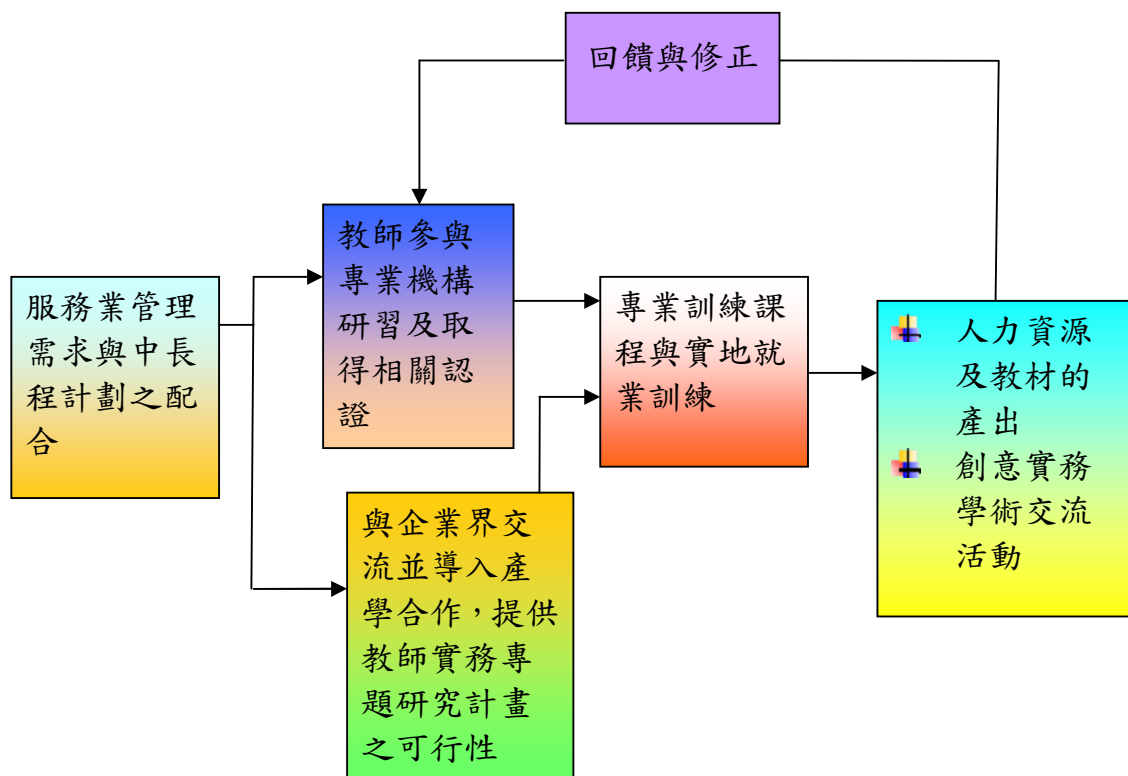 回饋與修正
教師參與
專業機構
研習及取
得相關認
證
服務業管理
需求與中長
程計劃之配
合
專業訓練課
程與實地就
業訓練
人力資源
及教材的
產出
創意實務
學術交流
活動
與企業界交
流並導入產
學合作，提供
教師實務專
題研究計畫
之可行性